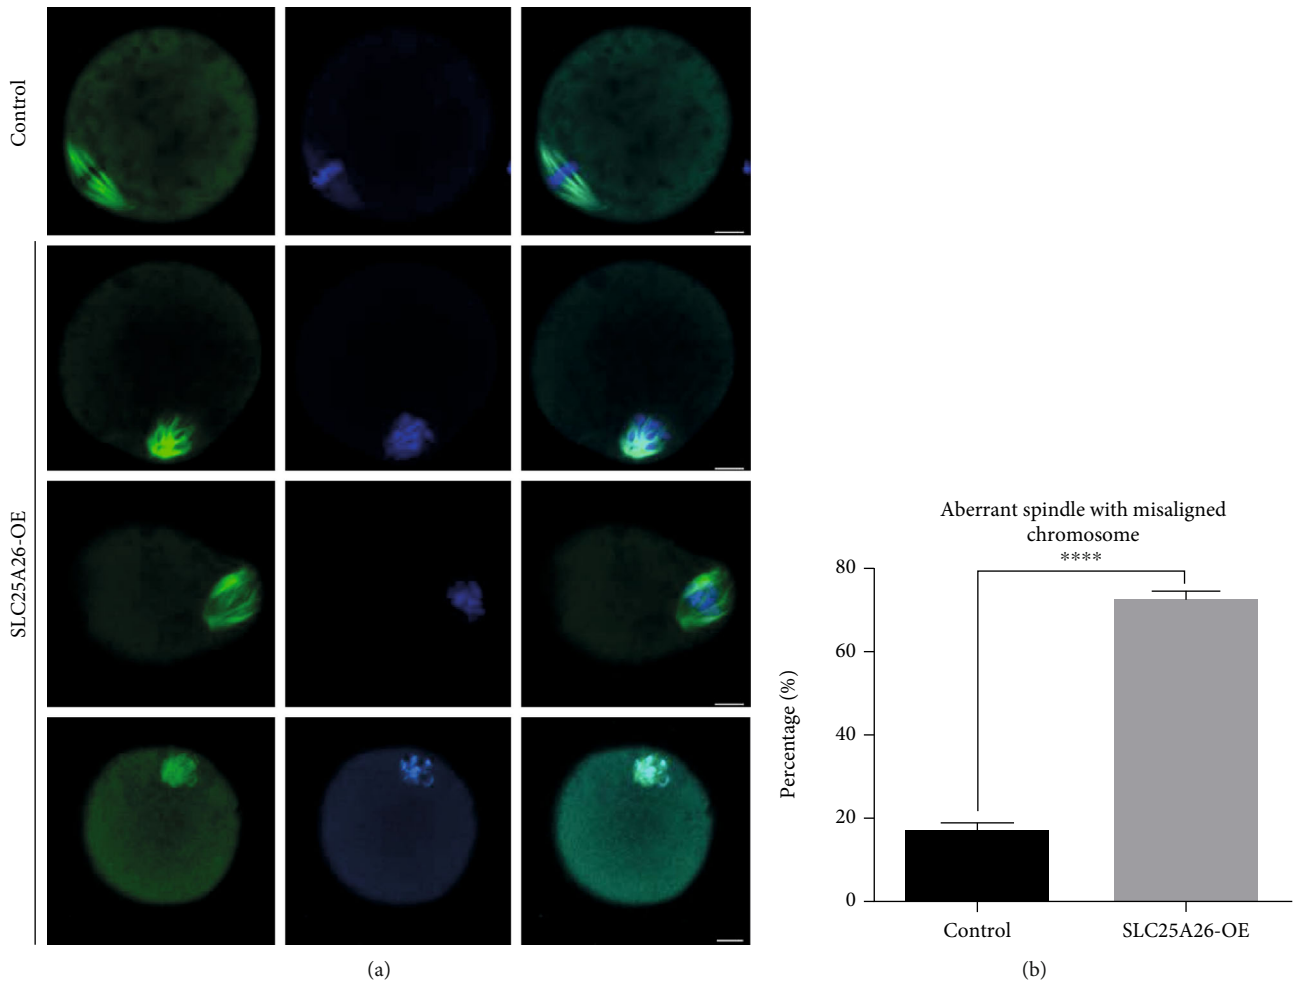 Control
SLC25A26-OE
(a)
Aberrant spindle with misaligned
chromosome
****
80
60
40
20
0
Percentage (%)
Control
SLC25A26-OE
(b)